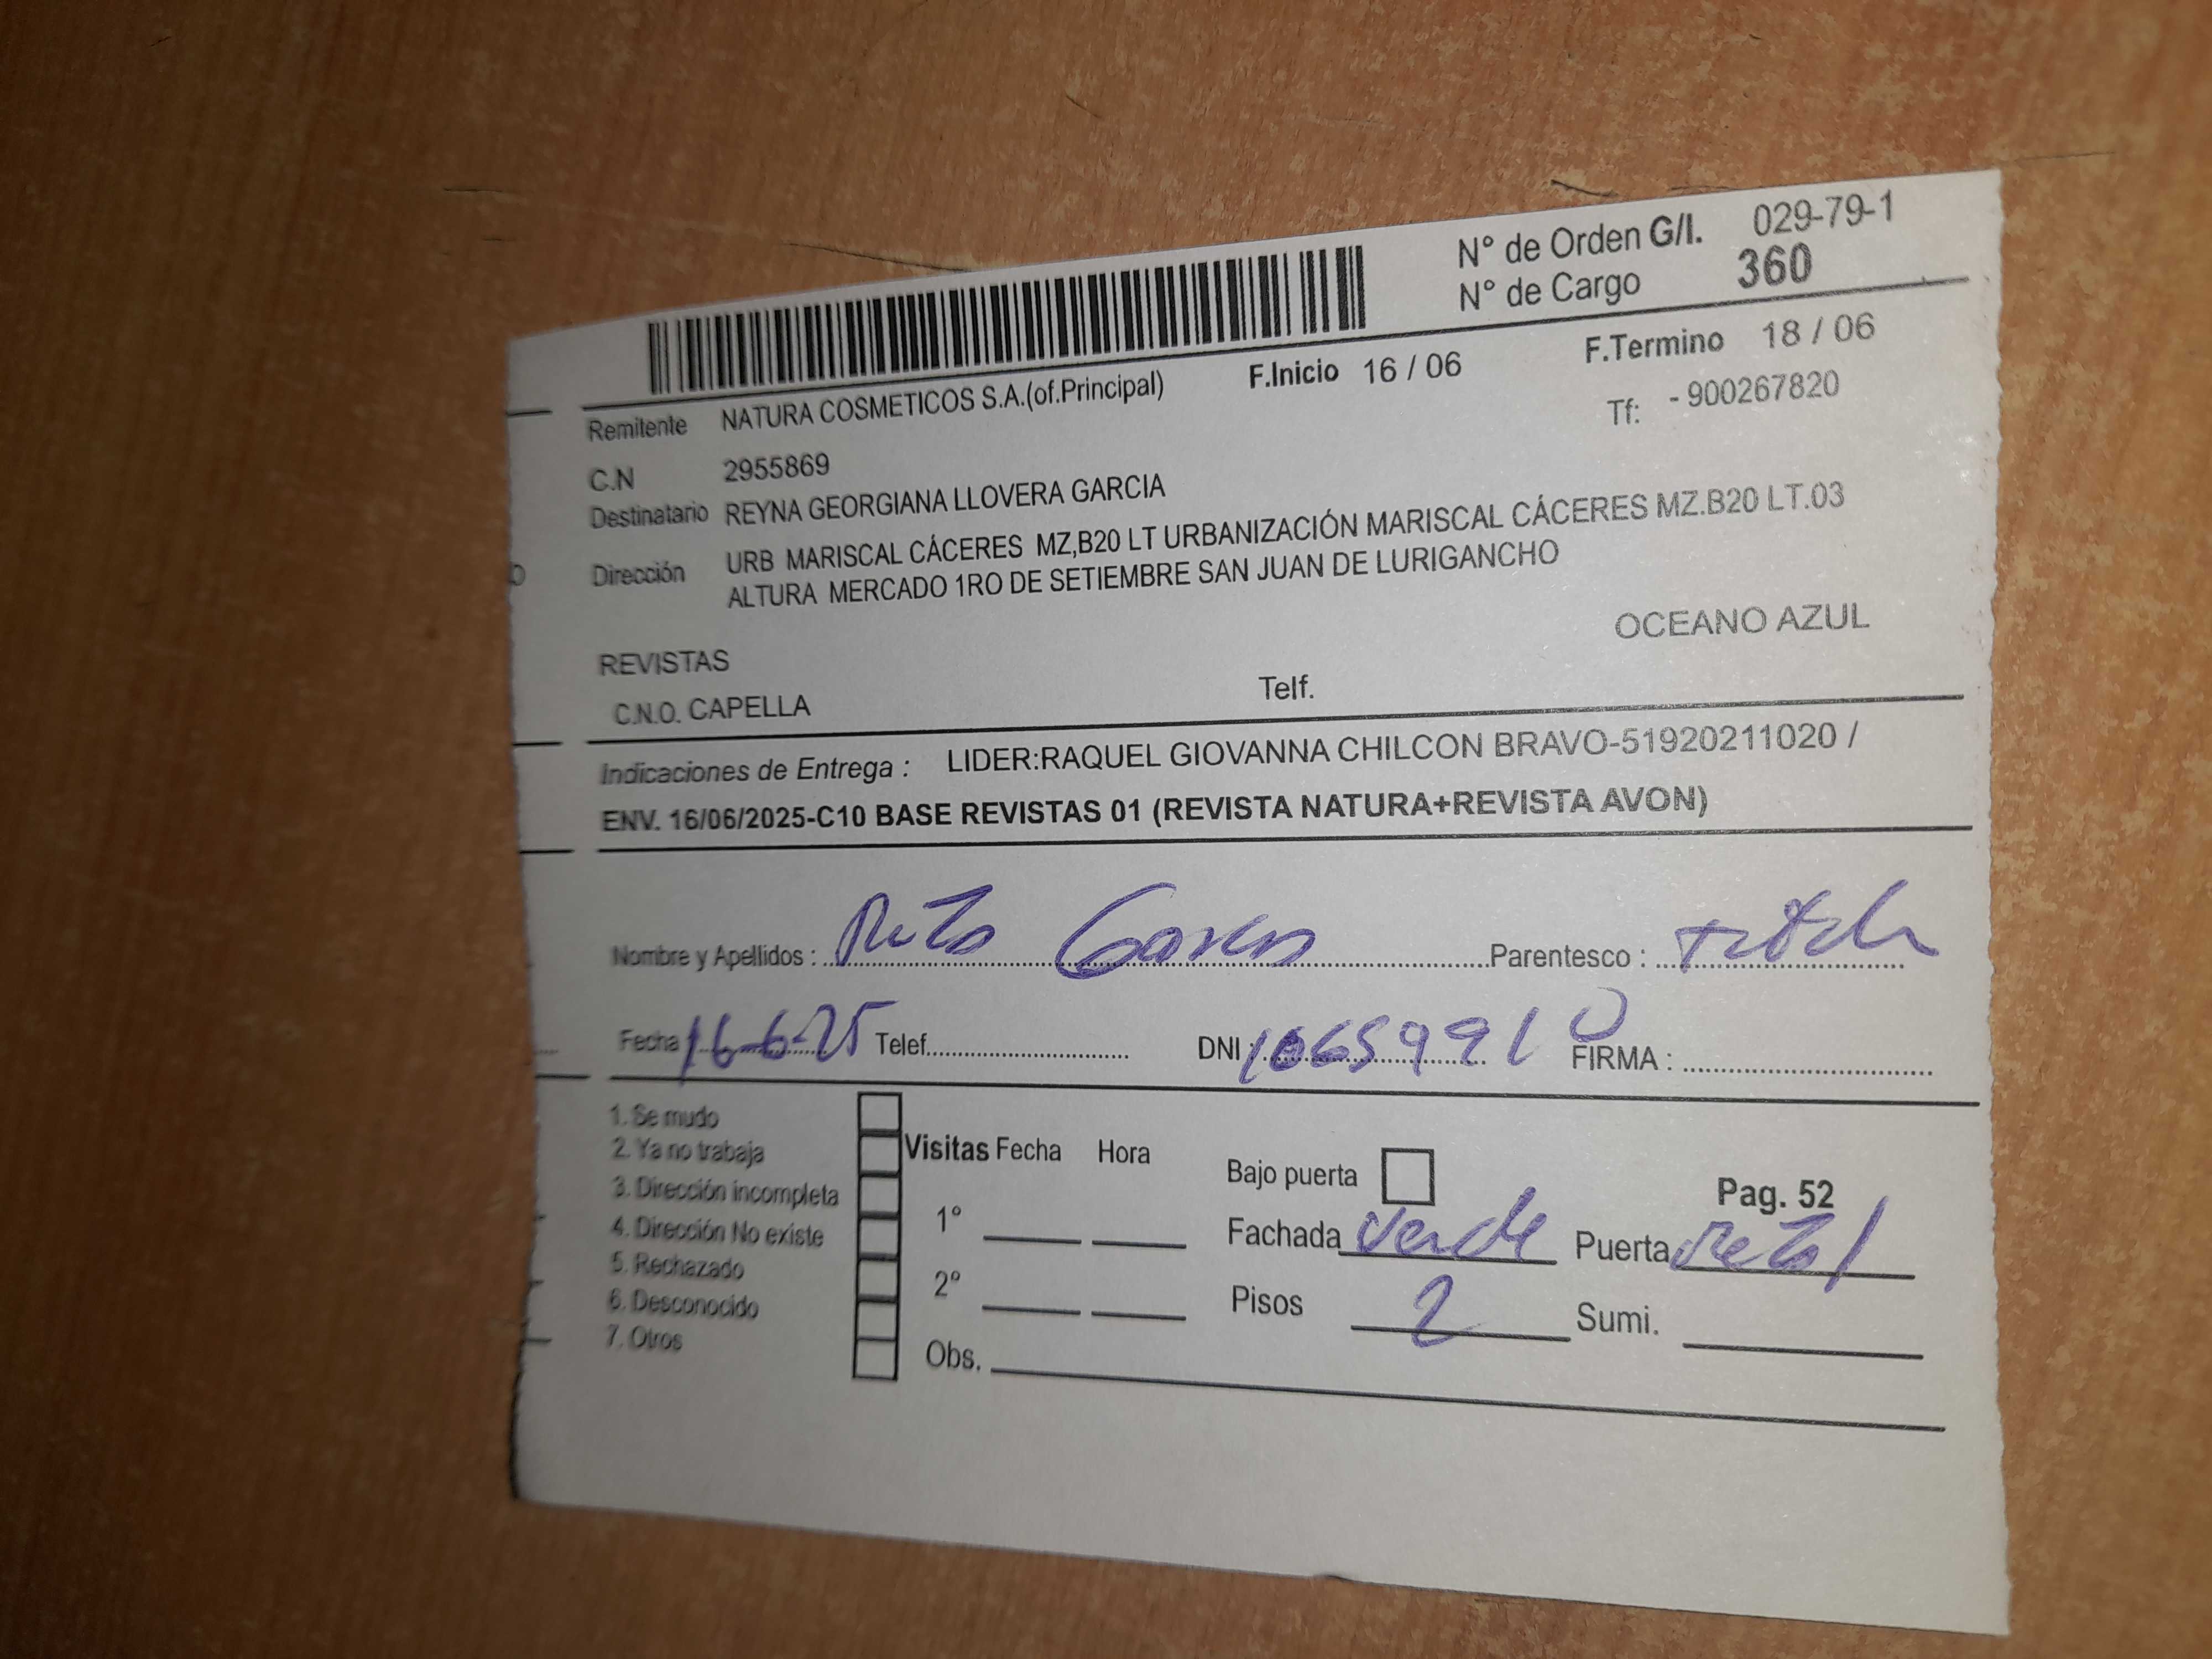 N° de Orden G/I. 029-79-1
N° de Cargo 360
F.Inicio 16 / 06 F.Termino 18 / 06
Remitente NATURA COSMETICOS S.A.(of.Principal) Tf: - 900267820
C.N 2955869
Destinatario REYNA GEORGIANA LLOVERA GARCIA
Dirección URB MARISCAL CÁCERES MZ,B20 LT URBANIZACIÓN MARISCAL CÁCERES MZ.B20 LT.03
ALTURA MERCADO 1RO DE SETIEMBRE SAN JUAN DE LURIGANCHO
OCEANO AZUL
REVISTAS
C.N.O. CAPELLA Telf.
Indicaciones de Entrega : LIDER:RAQUEL GIOVANNA CHILCON BRAVO-51920211020 /
ENV. 16/06/2025-C10 BASE REVISTAS 01 (REVISTA NATURA+REVISTA AVON)
Nombre y Apellidos : Parentesco :
Fecha 16-6-25 Telef. DNI : 10659910 FIRMA :
1. Se mudo
2. Ya no trabaja
3. Dirección incompleta
4. Dirección No existe
5. Rechazado
6. Desconocido
7. Otros
Visitas Fecha Hora
1°
2°
Obs.
Bajo puerta Pag. 52
Fachada verde Puerta Metal
Pisos 2 Sumi.